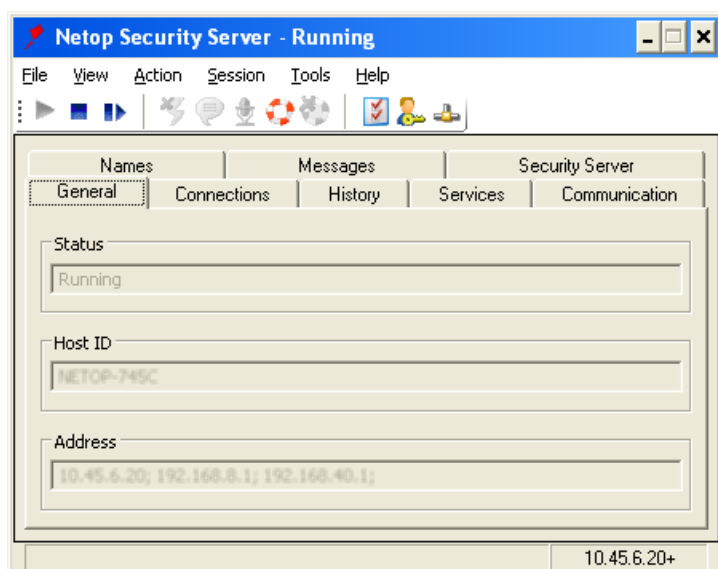 Netop Security Server - Running
File View Action Session Tools Help
Names Messages Security Server
General Connections History Services Communication
Status
Running
Host ID
NETOP-745C
Address
10.45.6.20; 192.168.8.1; 192.168.40.1;
10.45.6.20+